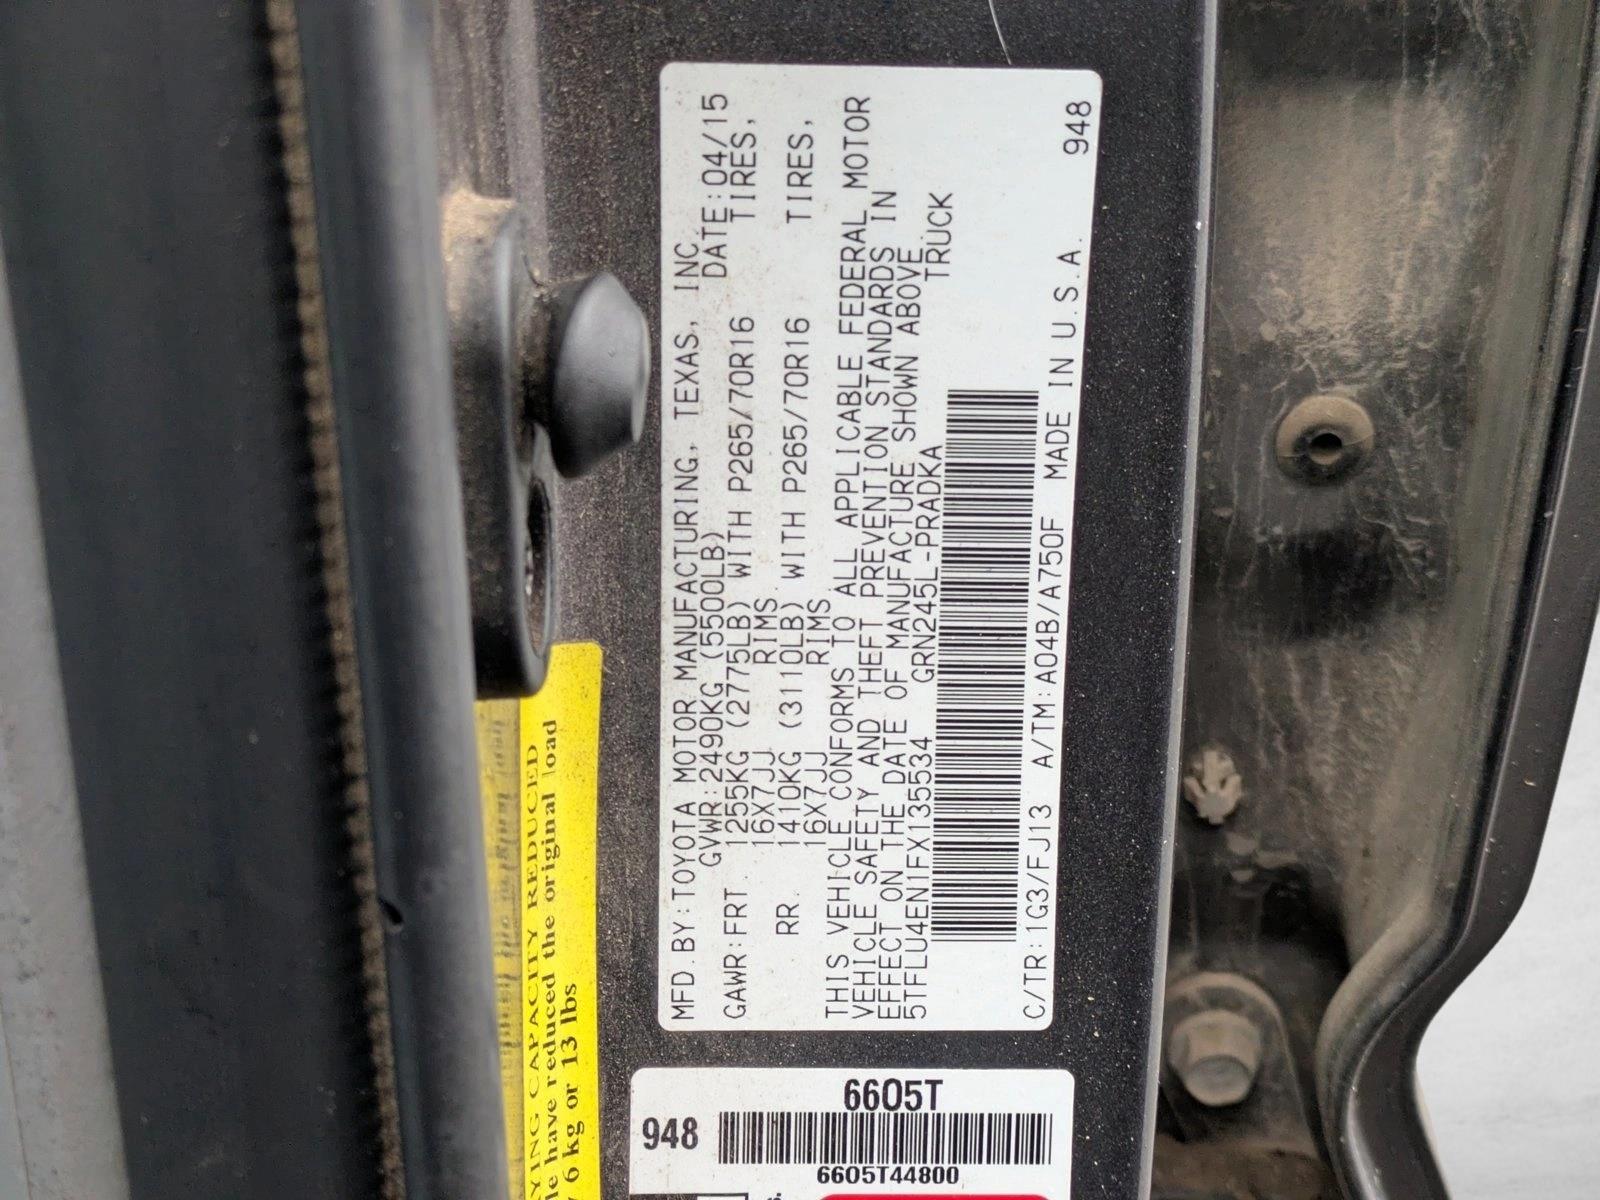 MFD.BY:TOYOTA MOTOR MANUFACTURING, TEXAS, INC.
GVWR:2490KG (5500LB) DATE:04/15
GAWR:FRT. 1255KG (2775LB) WITH P265/70R16 TIRES,
16X7JJ RIMS.
RR. 1410KG (3110LB) WITH P265/70R16 TIRES,
16X7JJ RIMS
THIS VEHICLE CONFORMS TO ALL APPLICABLE FEDERAL MOTOR
VEHICLE SAFETY AND THEFT PREVENTION STANDARDS IN
EFFECT ON THE DATE OF MANUFACTURE SHOWN ABOVE.
5TFLU4EN1FX135534 GRN245L-PRADKA TRUCK
C/TR:1G3/FJ13 A/TM:A04B/A750F MADE IN U.S.A. 948
6605T
948
6605T44800
YING CAPACITY REDUCED
le have reduced the original load
6 kg or 13 lbs